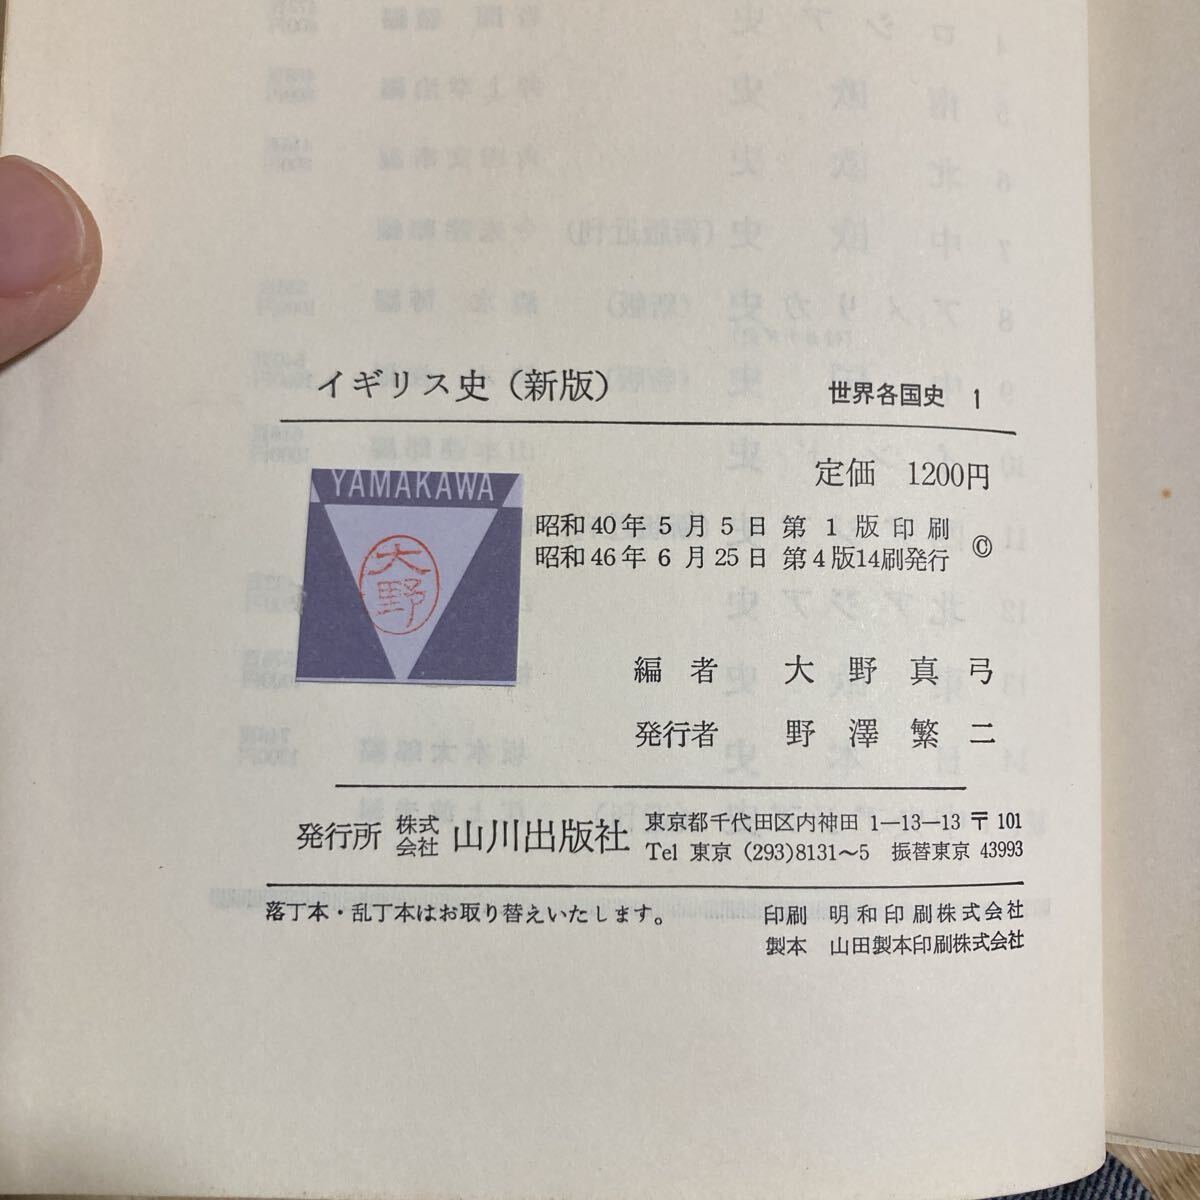 イギリス史（新版）
世界各国史 1
定価 1200円
YAMAKAWA
大野
昭和40年5月5日 第1版印刷
昭和46年6月25日 第4版14刷発行
©
編者 大野真弓
発行者 野澤繁二
発行所 株式会社 山川出版社
東京都千代田区内神田 1—13—13 〒101
Tel 東京 (293)8131〜5 振替東京 43993
落丁本・乱丁本はお取り替えいたします。
印刷 明和印刷株式会社
製本 山田製本印刷株式会社